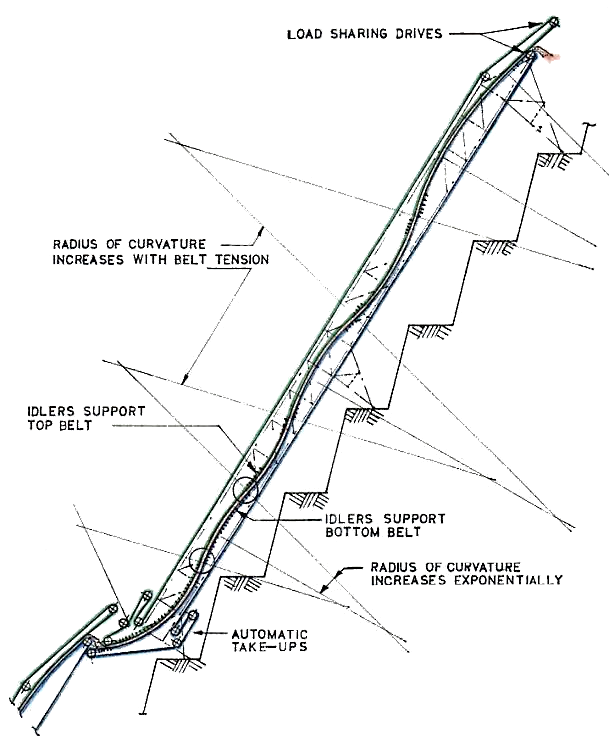 LOAD SHARING DRIVES
RADIUS OF CURVATURE
INCREASES WITH BELT TENSION
IDLERS SUPPORT
TOP BELT
IDLERS SUPPORT
BOTTOM BELT
RADIUS OF CURVATURE
INCREASES EXPONENTIALLY
AUTOMATIC
TAKE-UPS